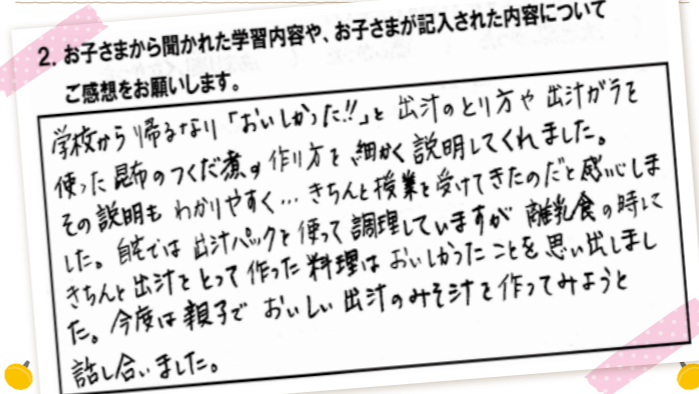 2. お子さまから聞かれた学習内容や、お子さまが記入された内容について
ご感想をお願いします。
学校から帰るなり「おいしかった!!」と出汁のとり方や出汁ガラを
使った昆布のつくだ煮の作り方を細かく説明してくれました。
その説明もわかりやすく…きちんと授業を受けてきたのだと感心しま
した。自宅では出汁パックを使って調理していますが離乳食の時に
きちんと出汁をとって作った料理はおいしかったことを思い出しまし
た。今度は親子でおいしい出汁のみそ汁を作ってみようと
話し合いました。